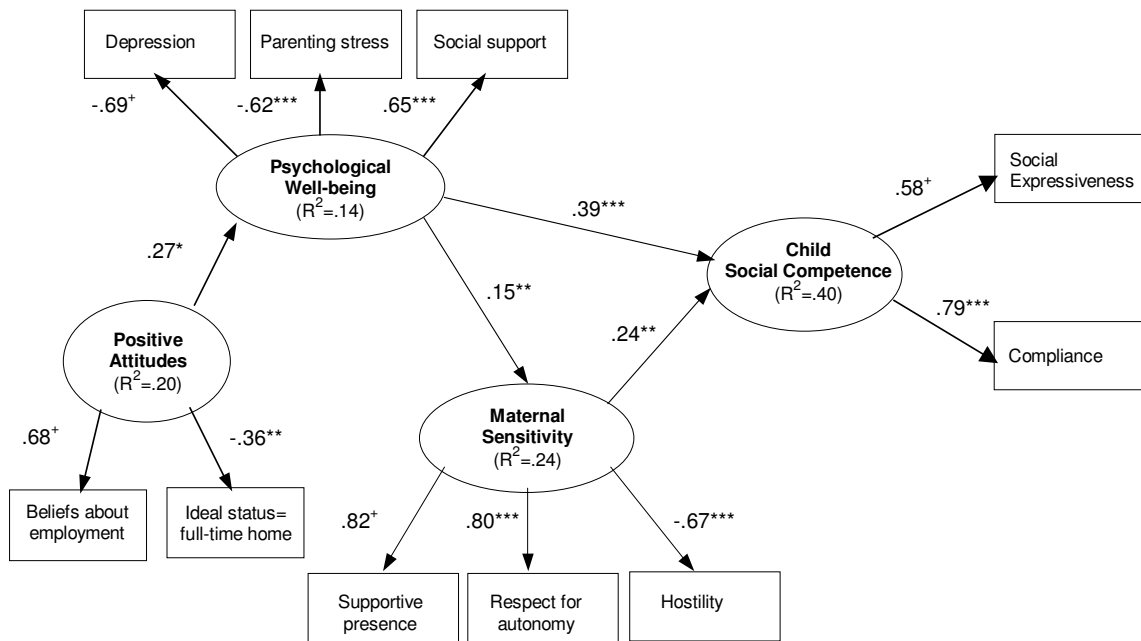 Depression
Parenting stress
Social support
-.69+
-.62***
.65***
Psychological
Well-being
(R2=.14)
Social
Expressiveness
.58+
.39***
Child
Social Competence
(R2=.40)
.27*
.15**
.24**
.79***
Compliance
Positive
Attitudes
(R2=.20)
Maternal
Sensitivity
(R2=.24)
.68+
-.36**
Beliefs about
employment
Ideal status=
full-time home
.82+
.80***
-.67***
Supportive
presence
Respect for
autonomy
Hostility